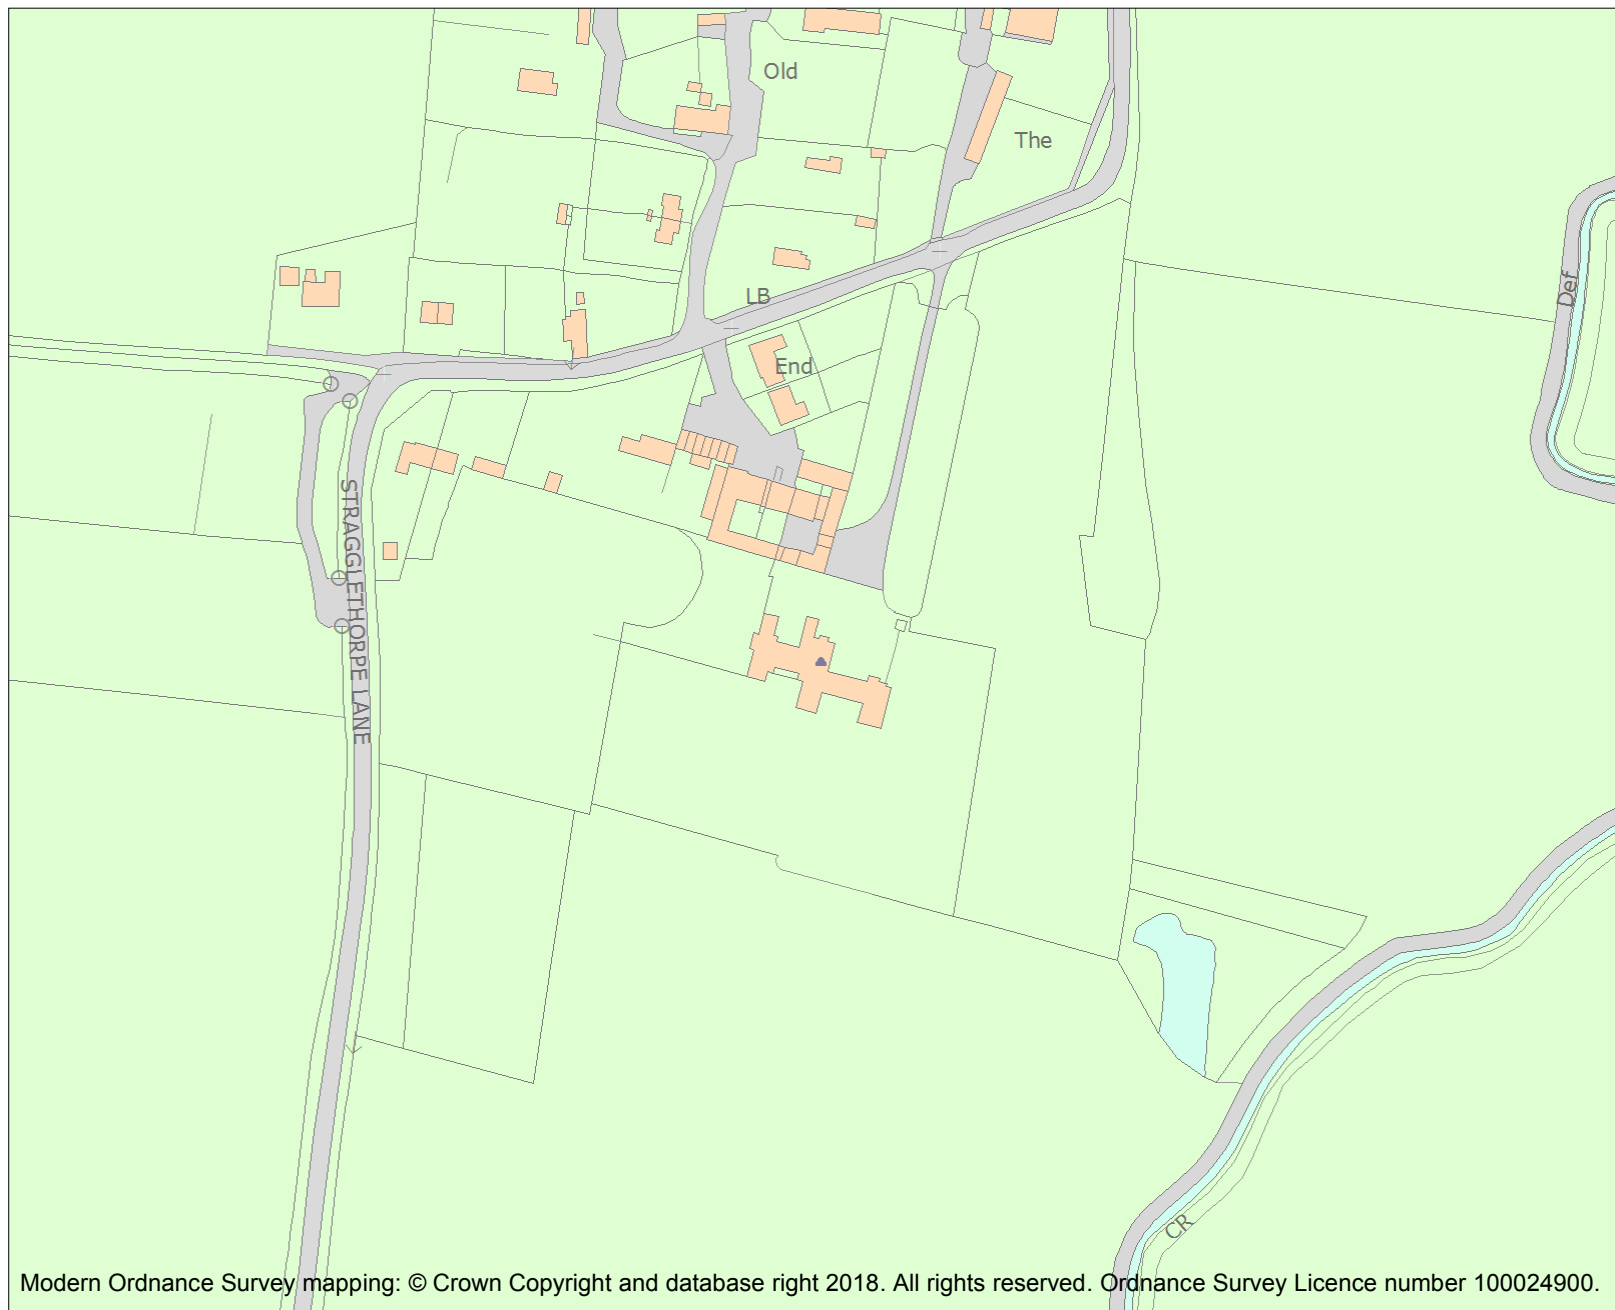 Old
The
Def
LB
End
STRAGGLETHORPE LANE
CR
Modern Ordnance Survey mapping: © Crown Copyright and database right 2018. All rights reserved. Ordnance Survey Licence number 100024900.